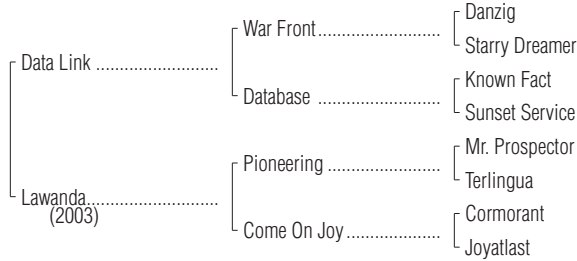 Danzig
War Front
Starry Dreamer
Data Link
Known Fact
Database
Sunset Service
Mr. Prospector
Pioneering
Terlingua
Lawanda
(2003)
Cormorant
Come On Joy
Joyatlast